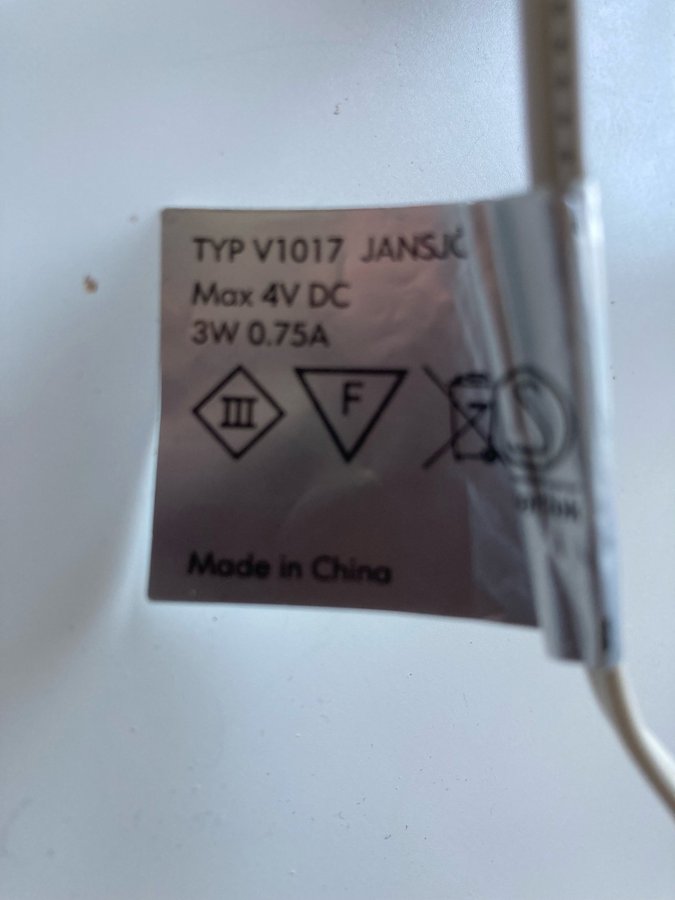 TYP V1017 JANSJÖ
Max 4V DC
3W 0.75A
III
F
S
Made in China